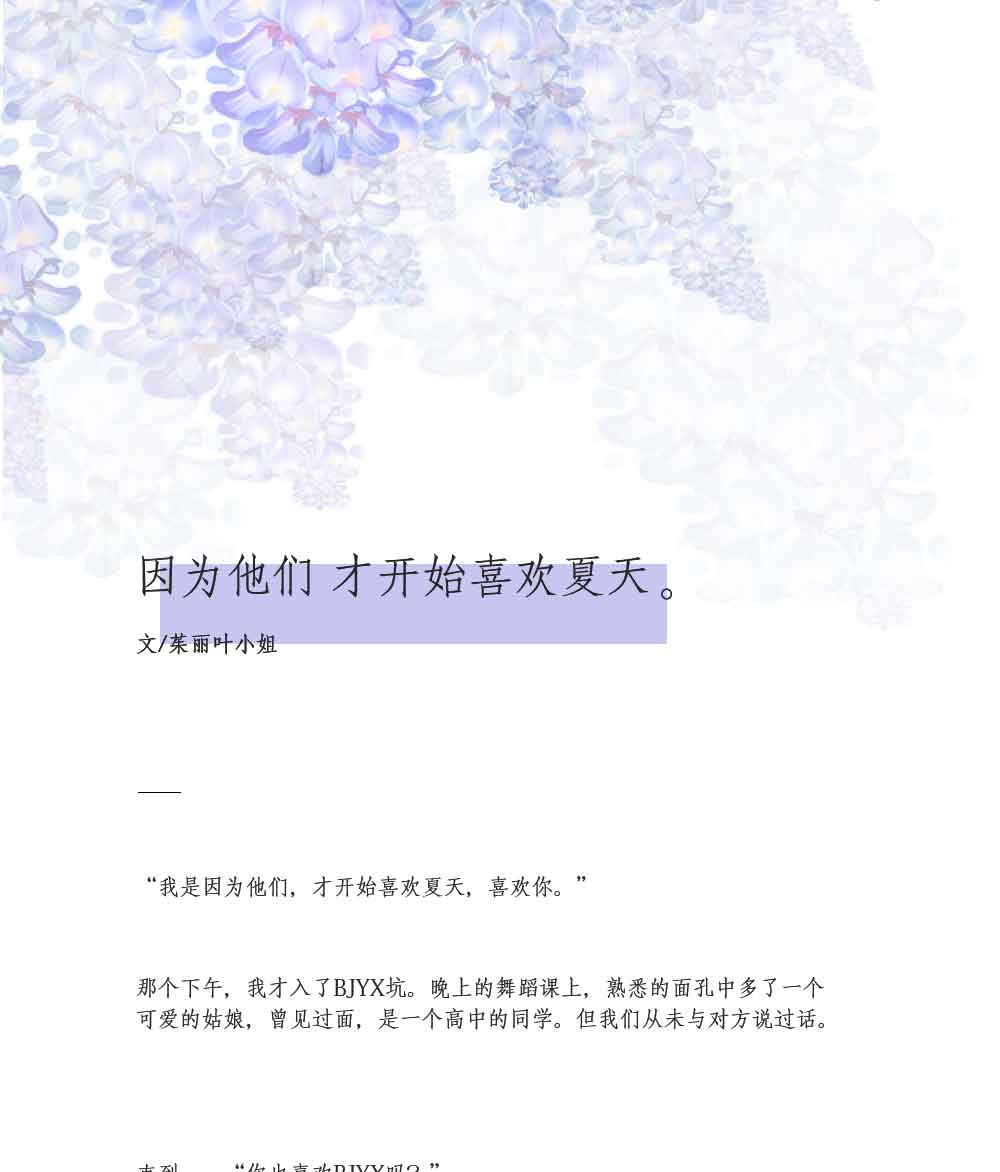 因为他们 才开始喜欢夏天。
文/茱丽叶小姐
“我是因为他们，才开始喜欢夏天，喜欢你。”
那个下午，我才入了BJYX坑。晚上的舞蹈课上，熟悉的面孔中多了一个
可爱的姑娘，曾见过面，是一个高中的同学。但我们从未与对方说过话。
“你也喜欢BJYX吗？”